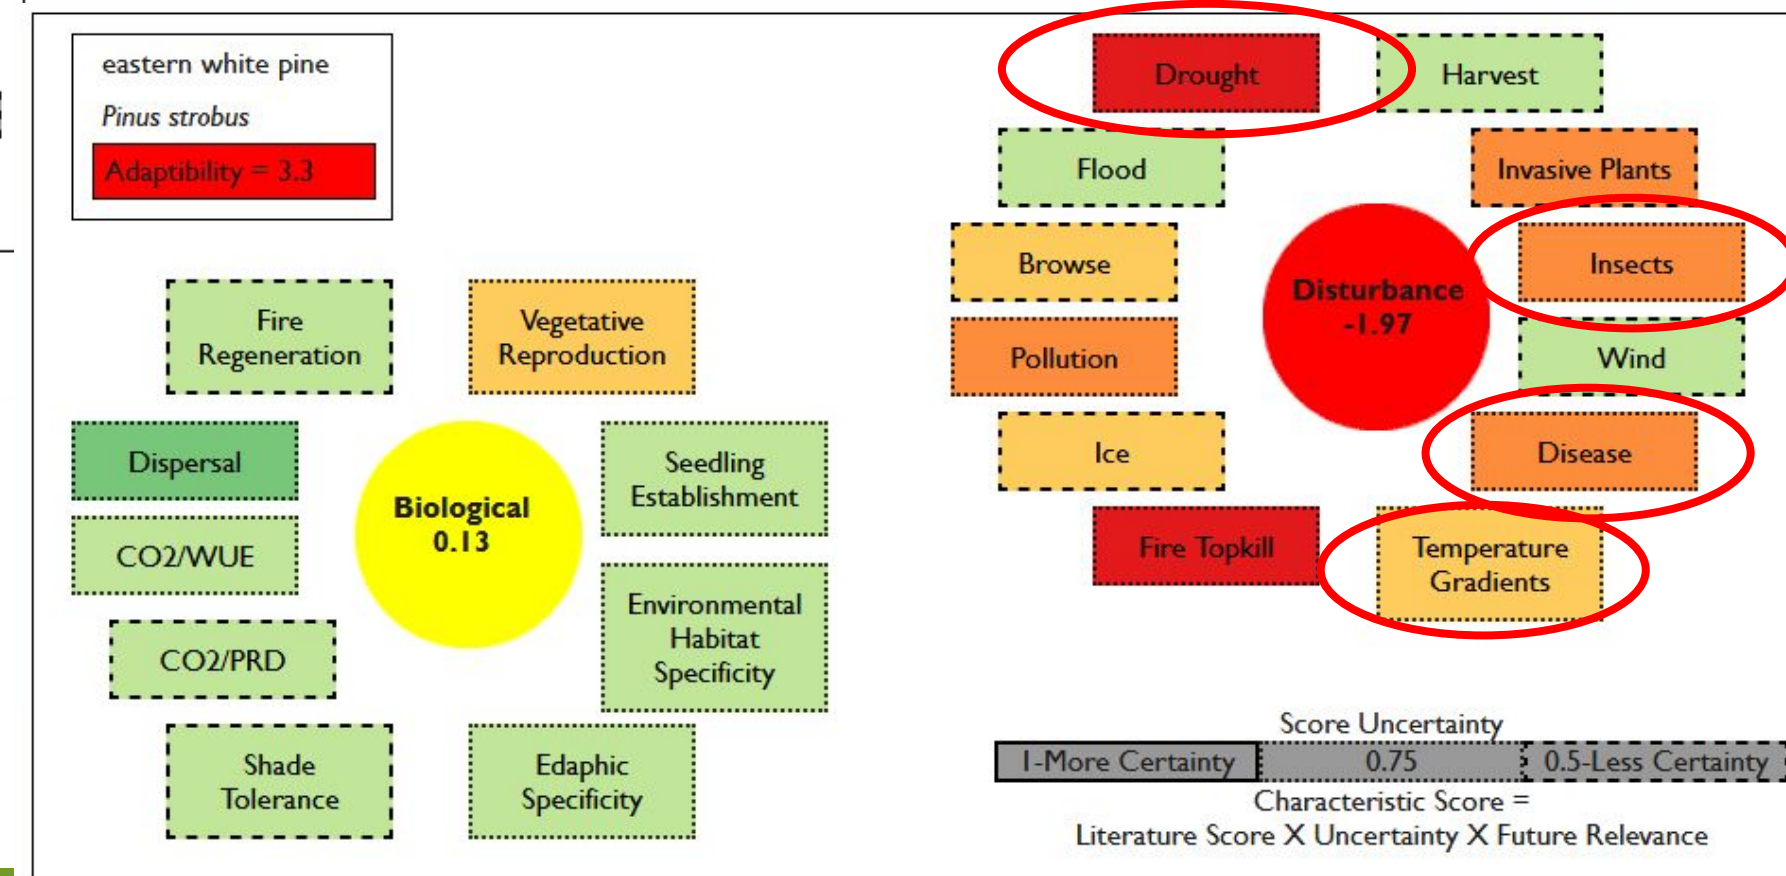 eastern white pine
Pinus strobus
Adaptibility = 3.3
Fire
Regeneration
Vegetative
Reproduction
Dispersal
Seedling
Establishment
Biological
0.13
CO2/WUE
Environmental
Habitat
Specificity
CO2/PRD
Shade
Tolerance
Edaphic
Specificity
Drought
Harvest
Flood
Invasive Plants
Browse
Insects
Disturbance
-1.97
Pollution
Wind
Ice
Disease
Fire Topkill
Temperature
Gradients
Score Uncertainty
1-More Certainty
0.75
0.5-Less Certainty
Characteristic Score =
Literature Score X Uncertainty X Future Relevance